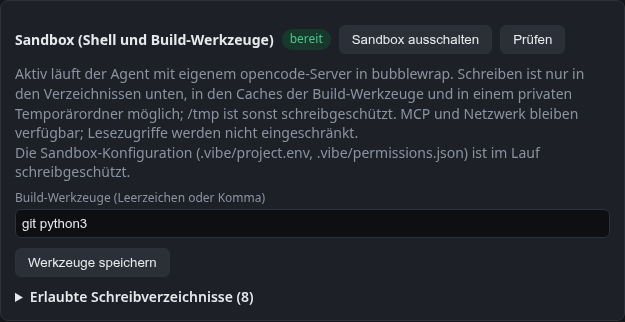 Sandbox (Shell und Build-Werkzeuge) bereit Sandbox ausschalten Prüfen
Aktiv läuft der Agent mit eigenem opencode-Server in bubblewrap. Schreiben ist nur in
den Verzeichnissen unten, in den Caches der Build-Werkzeuge und in einem privaten
Temporärordner möglich; /tmp ist sonst schreibgeschützt. MCP und Netzwerk bleiben
verfügbar; Lesezugriffe werden nicht eingeschränkt.
Die Sandbox-Konfiguration (.vibe/project.env, .vibe/permissions.json) ist im Lauf
schreibgeschützt.
Build-Werkzeuge (Leerzeichen oder Komma)
git python3
Werkzeuge speichern
Erlaubte Schreibverzeichnisse (8)